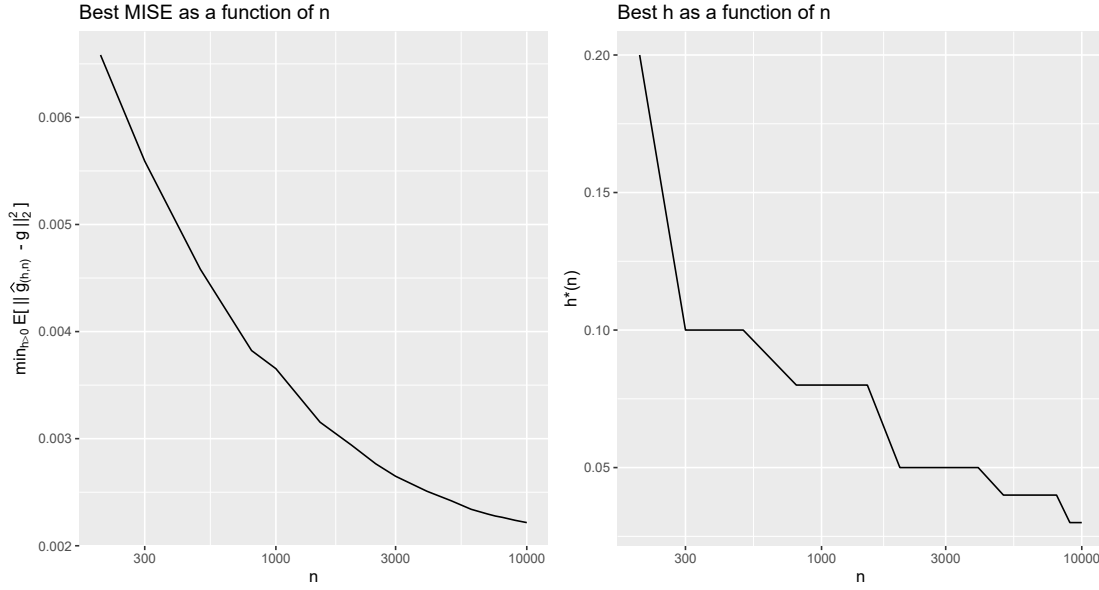 Best MISE as a function of n
0.006
0.005
0.004
0.003
0.002
min_{h>0} E[ || ĝ_{(h,n)} - g ||_2^2 ]
300
1000
3000
10000
n
Best h as a function of n
0.20
0.15
0.10
0.05
h*(n)
300
1000
3000
10000
n